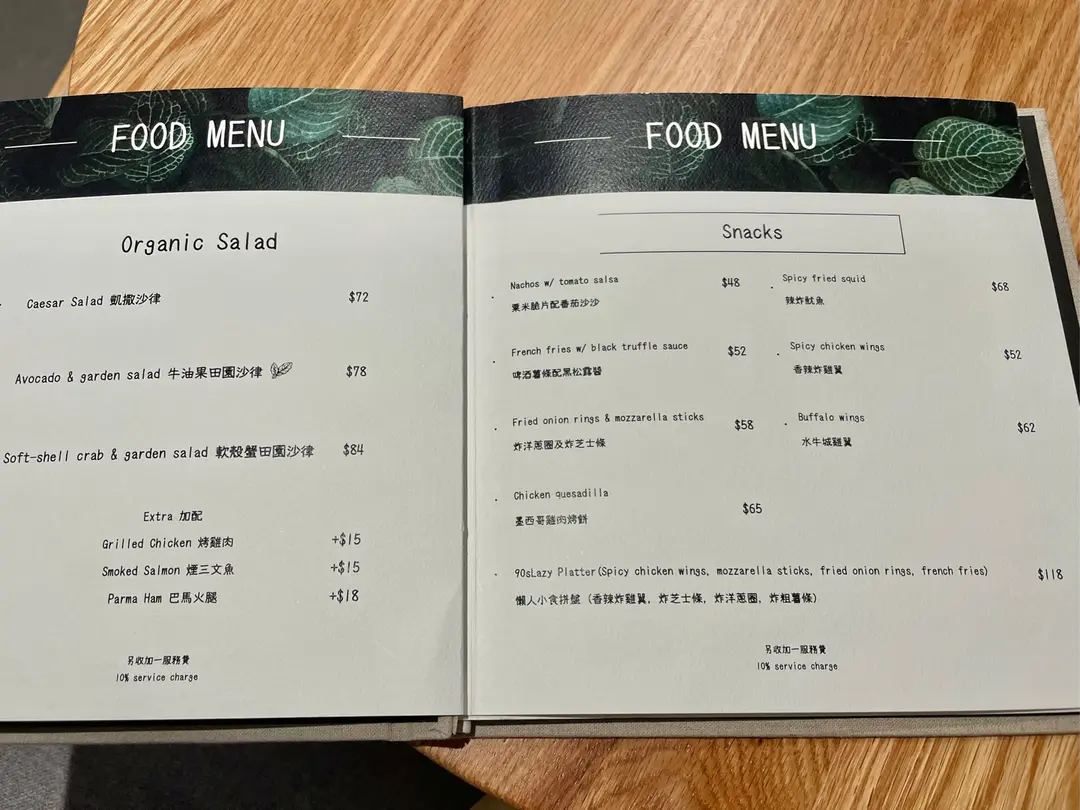 FOOD MENU
Organic Salad
Caesar Salad 凱撒沙律 $72
Avocado & garden salad 牛油果田園沙律 $78
Soft-shell crab & garden salad 軟殼蟹田園沙律 $84
Extra 加配
Grilled Chicken 烤雞肉 +$15
Smoked Salmon 煙三文魚 +$15
Parma Ham 巴馬火腿 +$18
另收加一服務費
10% service charge
FOOD MENU
Snacks
Nachos w/ tomato salsa $48
粟米脆片配番茄沙沙
French fries w/ black truffle sauce $52
啤酒薯條配黑松露醬
Fried onion rings & mozzarella sticks $58
炸洋蔥圈及炸芝士條
Chicken quesadilla $65
墨西哥雞肉烤餅
Spicy fried squid $68
辣炸魷魚
Spicy chicken wings $52
香辣炸雞翼
Buffalo wings $62
水牛城雞翼
90sLazy Platter(Spicy chicken wings, mozzarella sticks, fried onion rings, french fries) $118
懶人小食拼盤 (香辣炸雞翼, 炸芝士條, 炸洋蔥圈, 炸粗薯條)
另收加一服務費
10% service charge